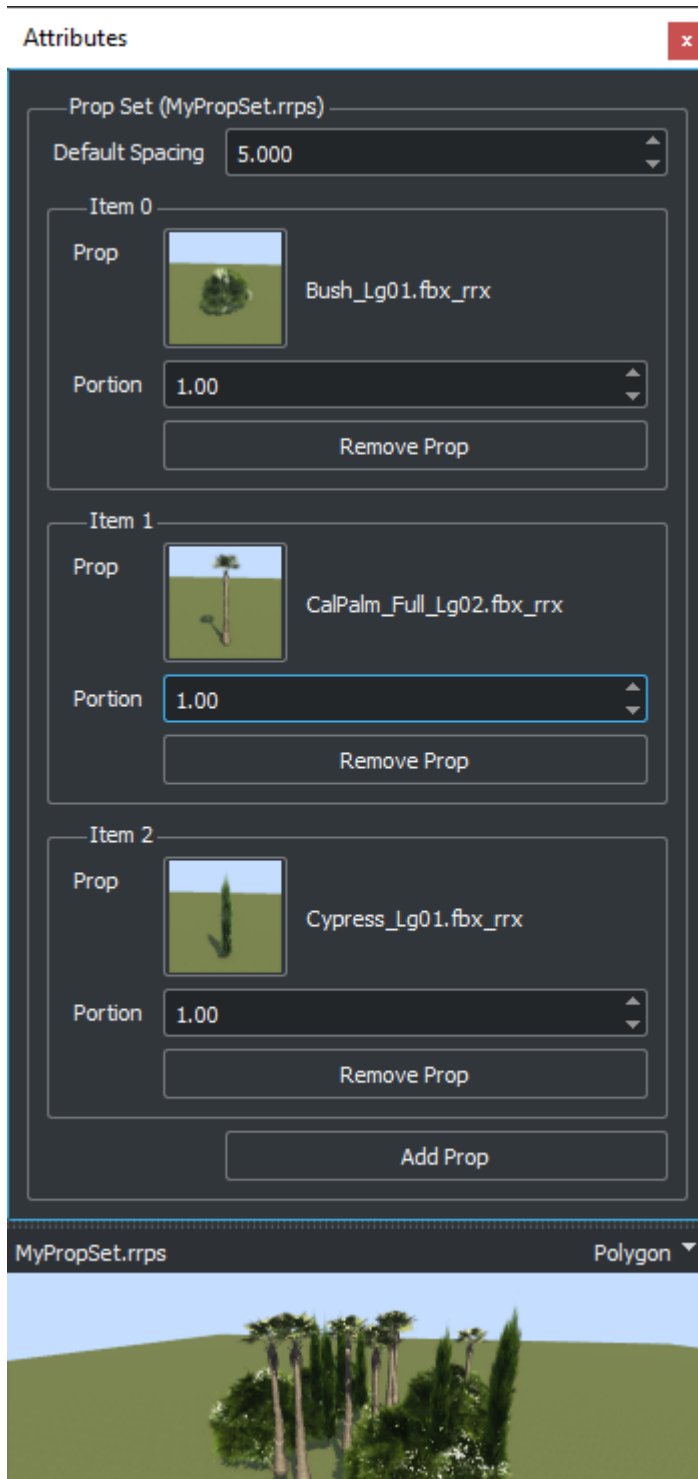 Attributes
x
Prop Set (MyPropSet.rrps)
Default Spacing 5.000
Item 0
Prop
Bush_Lg01.fbx_rrx
Portion 1.00
Remove Prop
Item 1
Prop
CalPalm_Full_Lg02.fbx_rrx
Portion 1.00
Remove Prop
Item 2
Prop
Cypress_Lg01.fbx_rrx
Portion 1.00
Remove Prop
Add Prop
MyPropSet.rrps Polygon